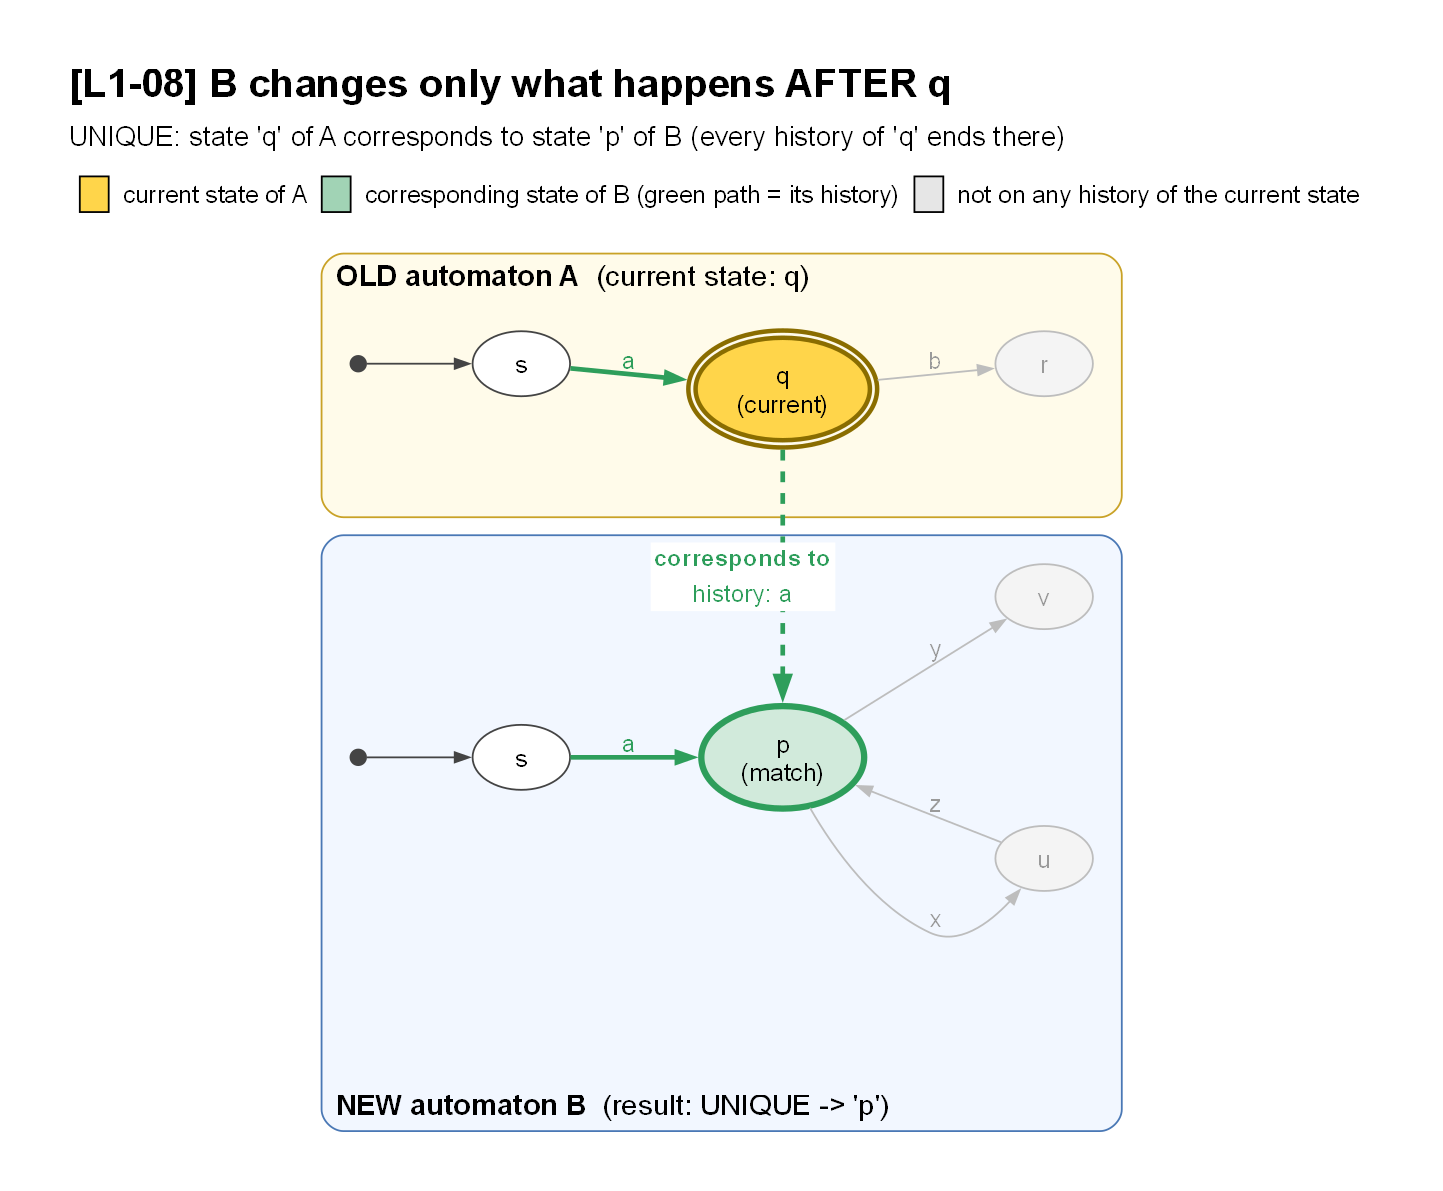 [L1-08] B changes only what happens AFTER q
UNIQUE: state 'q' of A corresponds to state 'p' of B (every history of 'q' ends there)
current state of A
corresponding state of B (green path = its history)
not on any history of the current state
OLD automaton A (current state: q)
s
a
q
(current)
b
r
corresponds to
history: a
v
y
s
a
p
(match)
z
u
x
NEW automaton B (result: UNIQUE -> 'p')